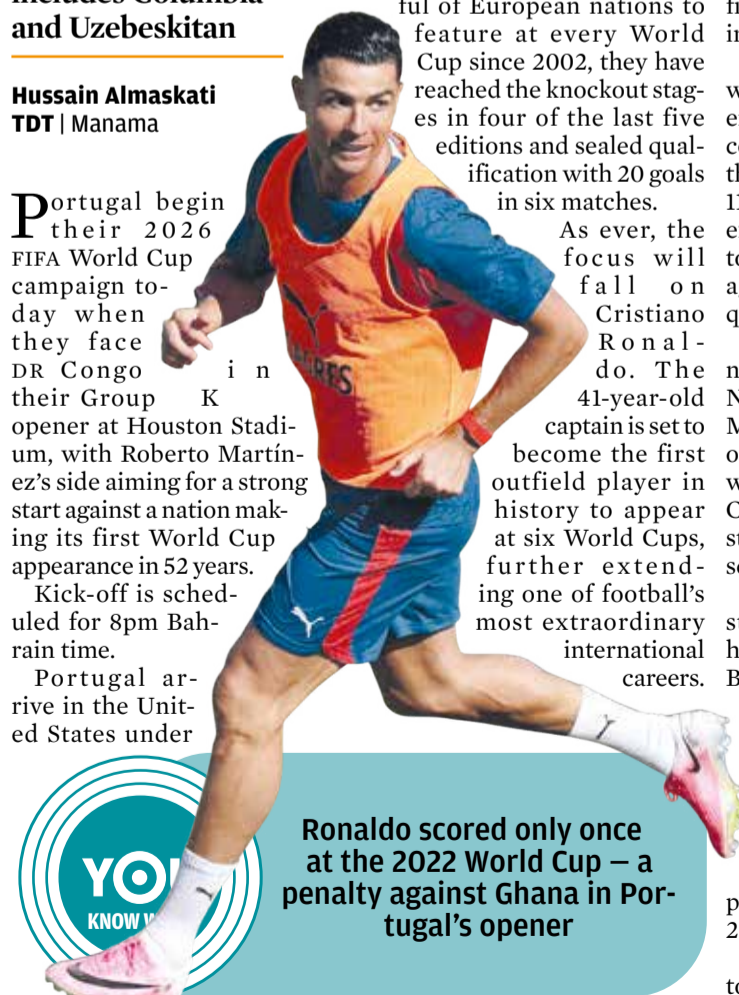 and Uzebeskitan
Hussain Almaskati
TDT | Manama
Portugal begin
their 2026
FIFA World Cup
campaign to-
day when
they face
DR Congo in
their Group K
opener at Houston Stadi-
um, with Roberto Martín-
ez’s side aiming for a strong
start against a nation mak-
ing its first World Cup
appearance in 52 years.
Kick-off is sched-
uled for 8pm Bah-
rain time.
Portugal ar-
rive in the Unit-
ed States under
ful of European nations to
feature at every World
Cup since 2002, they have
reached the knockout stag-
es in four of the last five
editions and sealed qual-
ification with 20 goals
in six matches.
As ever, the
focus will
fall on
Cristiano
Ronal-
do. The
41-year-old
captain is set to
become the first
outfield player in
history to appear
at six World Cups,
further extend-
ing one of football’s
most extraordinary
international
careers.
YOU
KNOW W
Ronaldo scored only once
at the 2022 World Cup – a
penalty against Ghana in Por-
tugal’s opener